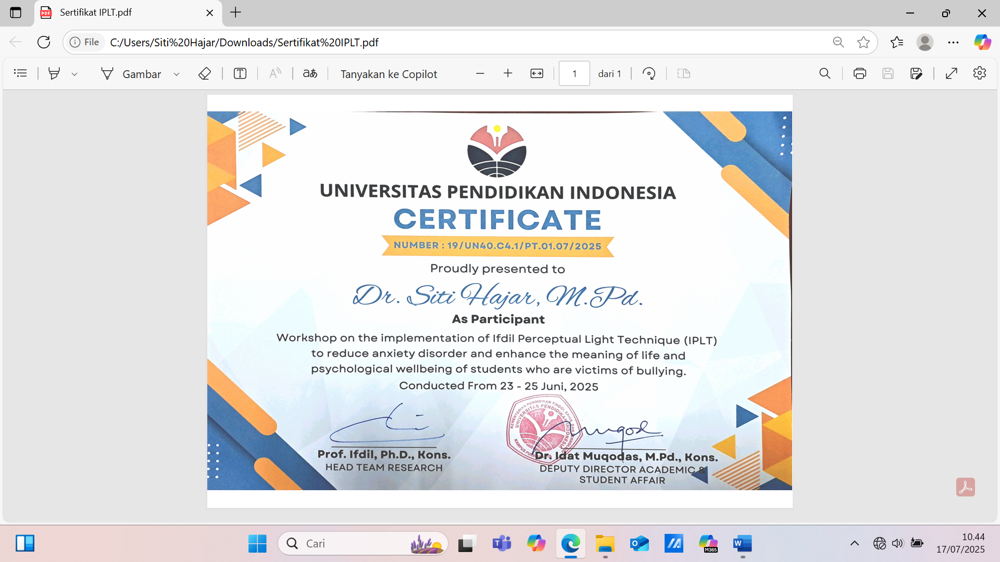 Sertifikat IPLT.pdf
File
C:/Users/Siti%20Hajar/Downloads/Sertifikat%20IPLT.pdf
Gambar
aあ
Tanyakan ke Copilot
1
dari 1
UNIVERSITAS PENDIDIKAN INDONESIA
CERTIFICATE
NUMBER : 19/UN40.C4.1/PT.01.07/2025
Proudly presented to
Dr. Siti Hajar, M.Pd.
As Participant
Workshop on the implementation of Ifdil Perceptual Light Technique (IPLT)
to reduce anxiety disorder and enhance the meaning of life and
psychological wellbeing of students who are victims of bullying.
Conducted From 23 - 25 Juni, 2025
KEMENTERIAN PENDIDIKAN TINGGI, SAINS DAN TEKNOLOGI
UNIVERSITAS PENDIDIKAN INDONESIA
Prof. Ifdil, Ph.D., Kons.
HEAD TEAM RESEARCH
Dr. Idat Muqodas, M.Pd., Kons.
DEPUTY DIRECTOR ACADEMIC &
STUDENT AFFAIR
Cari
M365
10.44
17/07/2025